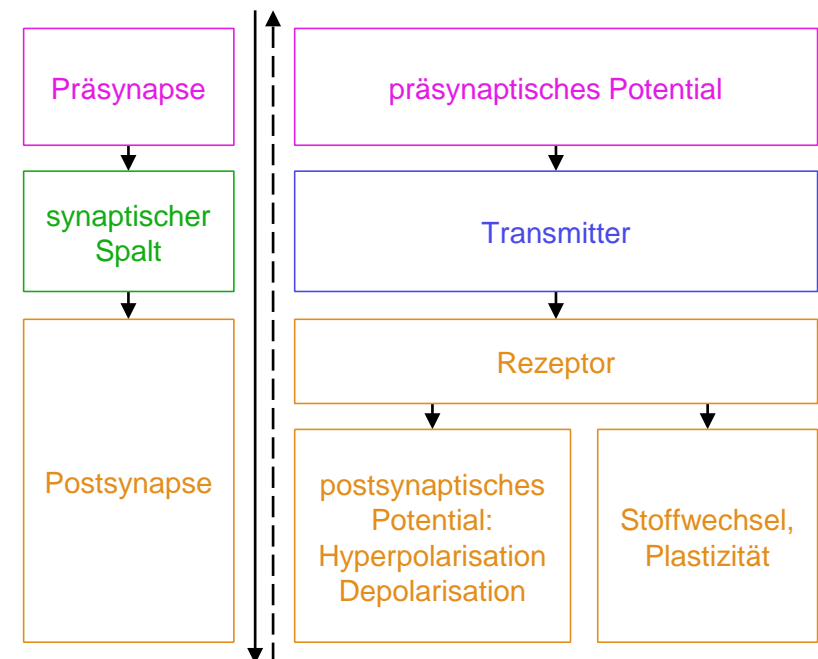 Präsynapse
präsynaptisches Potential
synaptischer
Spalt
Transmitter
Rezeptor
Postsynapse
postsynaptisches
Potential:
Hyperpolarisation
Depolarisation
Stoffwechsel,
Plastizität